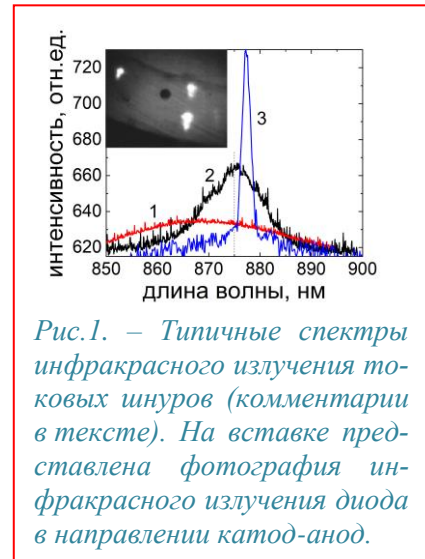 интенсивность, отн.ед.
720
700
680
660
640
620
1
2
3
850 860 870 880 890 900
длина волны, нм
Рис.1. – Типичные спектры
инфракрасного излучения то-
ковых шнуров (комментарии
в тексте). На вставке пред-
ставлена фотография ин-
фракрасного излучения диода
в направлении катод-анод.